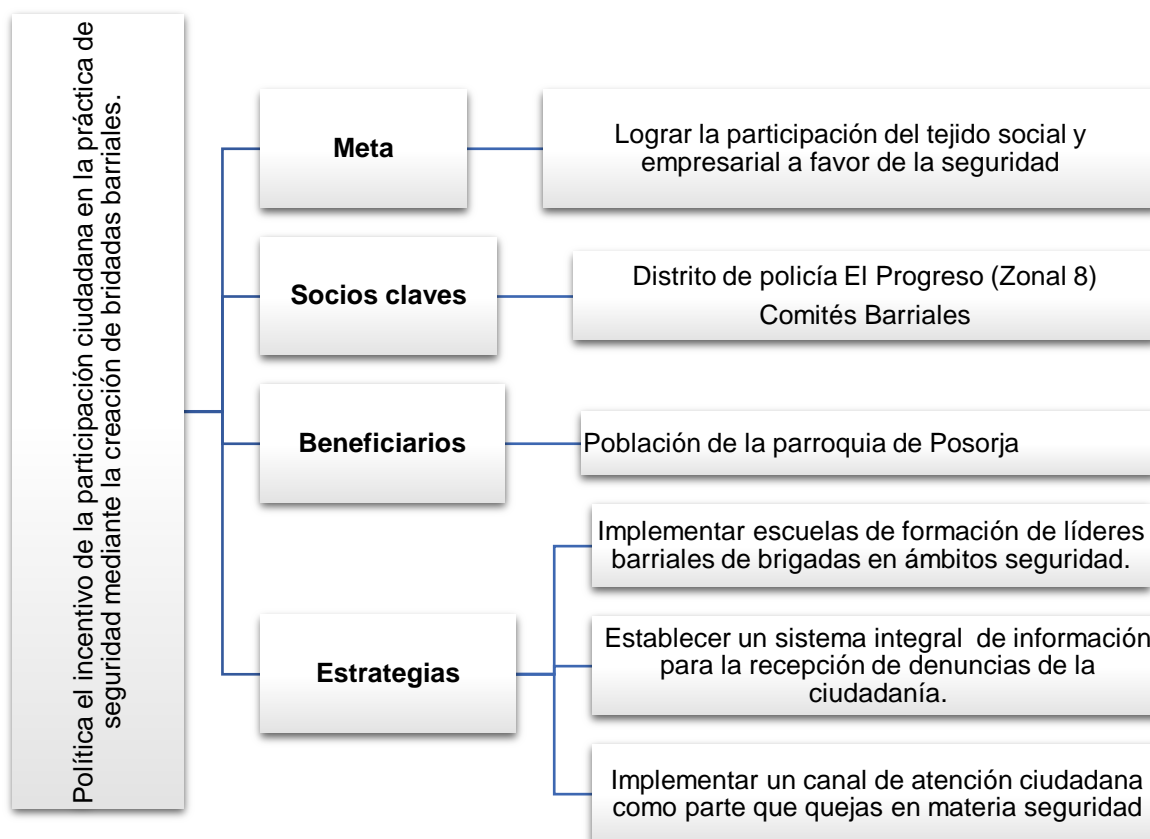 Política el incentivo de la participación ciudadana en la práctica de
seguridad mediante la creación de bridadas barriales.
Meta
Lograr la participación del tejido social y
empresarial a favor de la seguridad
Socios claves
Distrito de policía El Progreso (Zonal 8)
Comités Barriales
Beneficiarios
Población de la parroquia de Posorja
Estrategias
Implementar escuelas de formación de líderes
barriales de brigadas en ámbitos seguridad.
Establecer un sistema integral de información
para la recepción de denuncias de la
ciudadanía.
Implementar un canal de atención ciudadana
como parte que quejas en materia seguridad